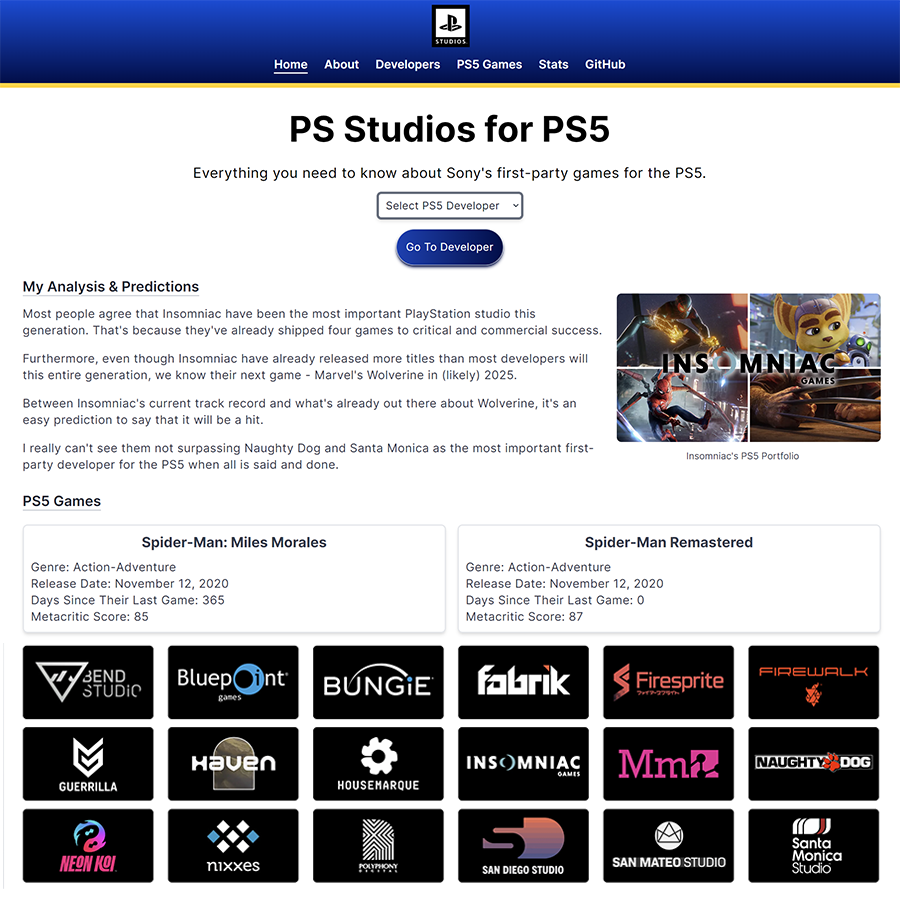 STUDIOS
Home About Developers PS5 Games Stats GitHub
PS Studios for PS5
Everything you need to know about Sony's first-party games for the PS5.
Select PS5 Developer
Go To Developer
My Analysis & Predictions
Most people agree that Insomniac have been the most important PlayStation studio this
generation. That's because they've already shipped four games to critical and commercial success.
Furthermore, even though Insomniac have already released more titles than most developers will
this entire generation, we know their next game - Marvel's Wolverine in (likely) 2025.
Between Insomniac's current track record and what's already out there about Wolverine, it's an
easy prediction to say that it will be a hit.
I really can't see them not surpassing Naughty Dog and Santa Monica as the most important first-
party developer for the PS5 when all is said and done.
INSOMNIAC
GAMES
Insomniac's PS5 Portfolio
PS5 Games
Spider-Man: Miles Morales
Genre: Action-Adventure
Release Date: November 12, 2020
Days Since Their Last Game: 365
Metacritic Score: 85
Spider-Man Remastered
Genre: Action-Adventure
Release Date: November 12, 2020
Days Since Their Last Game: 0
Metacritic Score: 87
BEND
STUDIO
Bluepoint
games
BUNGiE
fabrik
Firesprite
ファイアースプライト
FIREWALK
GUERRILLA
HAVEN
HOUSEMARQUE
INSOMNIAC
GAMES
Mm
NAUGHTY DOG
NEON KOI
nixxes
POLYPHONY
DIGITAL
SAN DIEGO STUDIO
SAN MATEO STUDIO
Santa
Monica
Studio